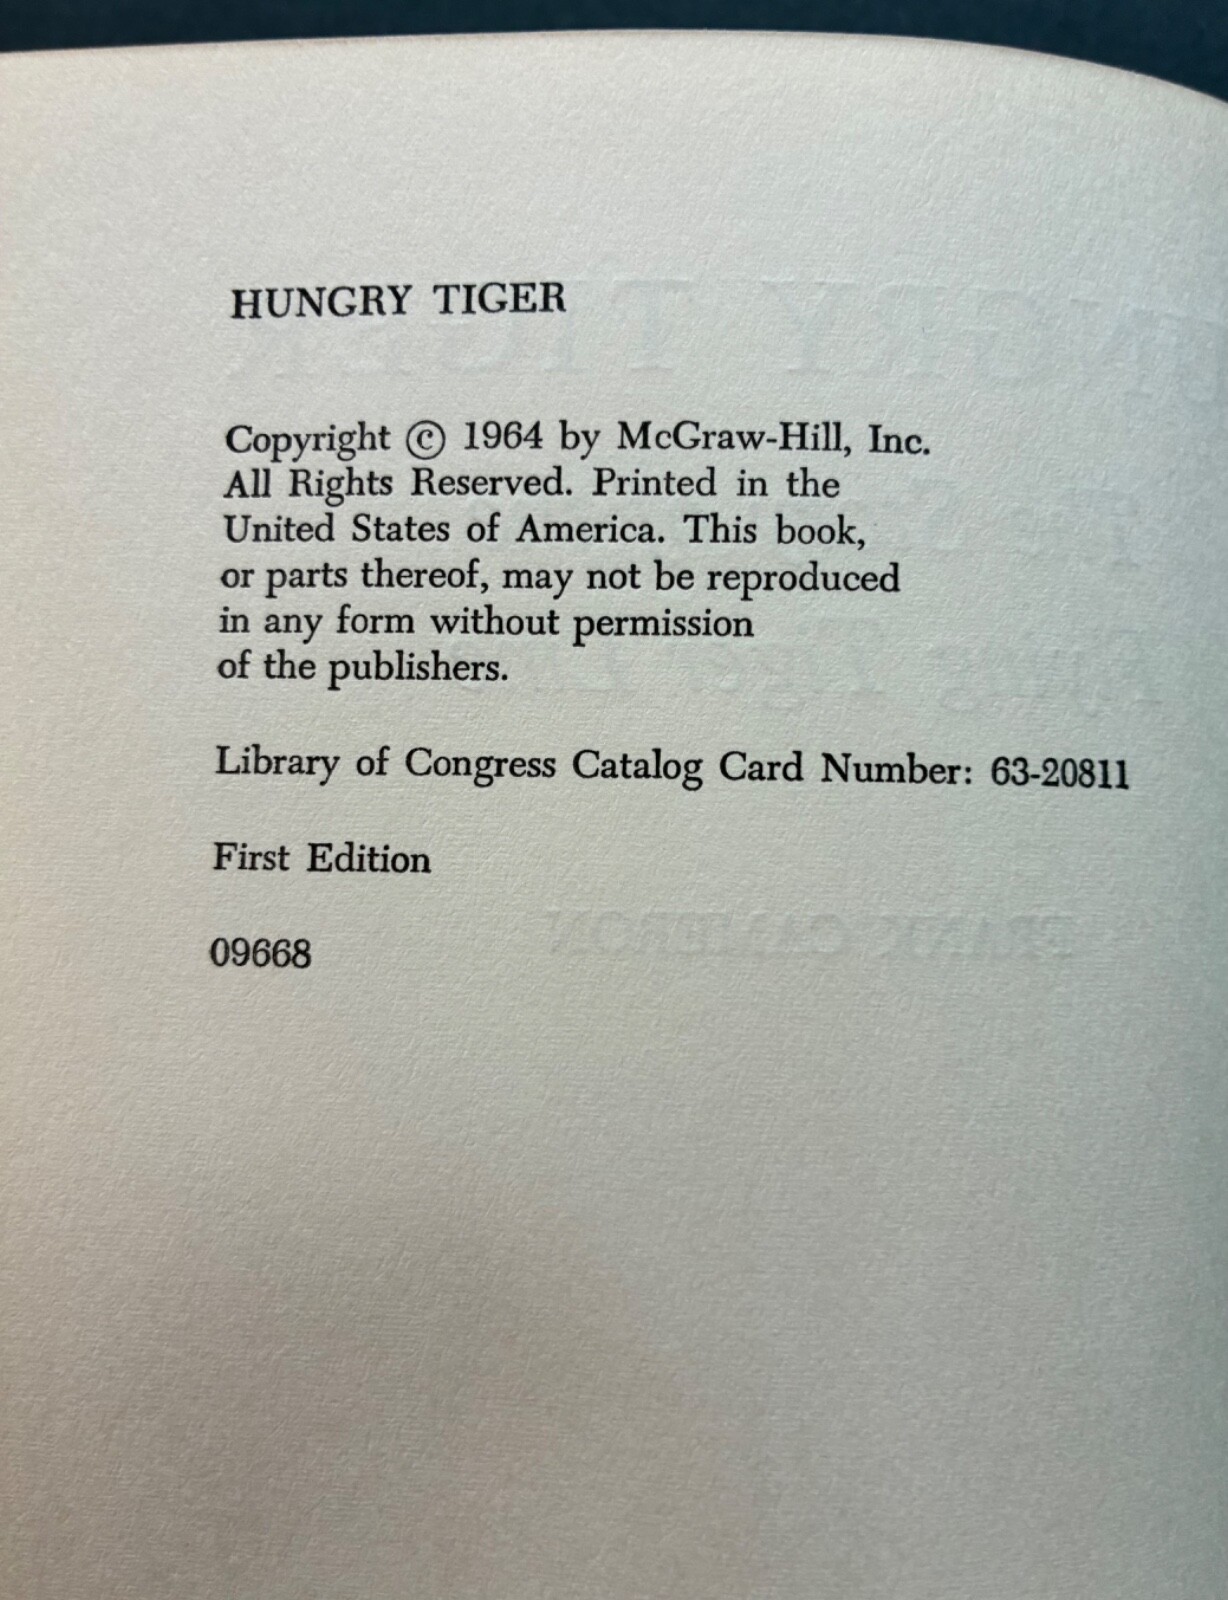 HUNGRY TIGER
Copyright © 1964 by McGraw-Hill, Inc.
All Rights Reserved. Printed in the
United States of America. This book,
or parts thereof, may not be reproduced
in any form without permission
of the publishers.
Library of Congress Catalog Card Number: 63-20811
First Edition
09668